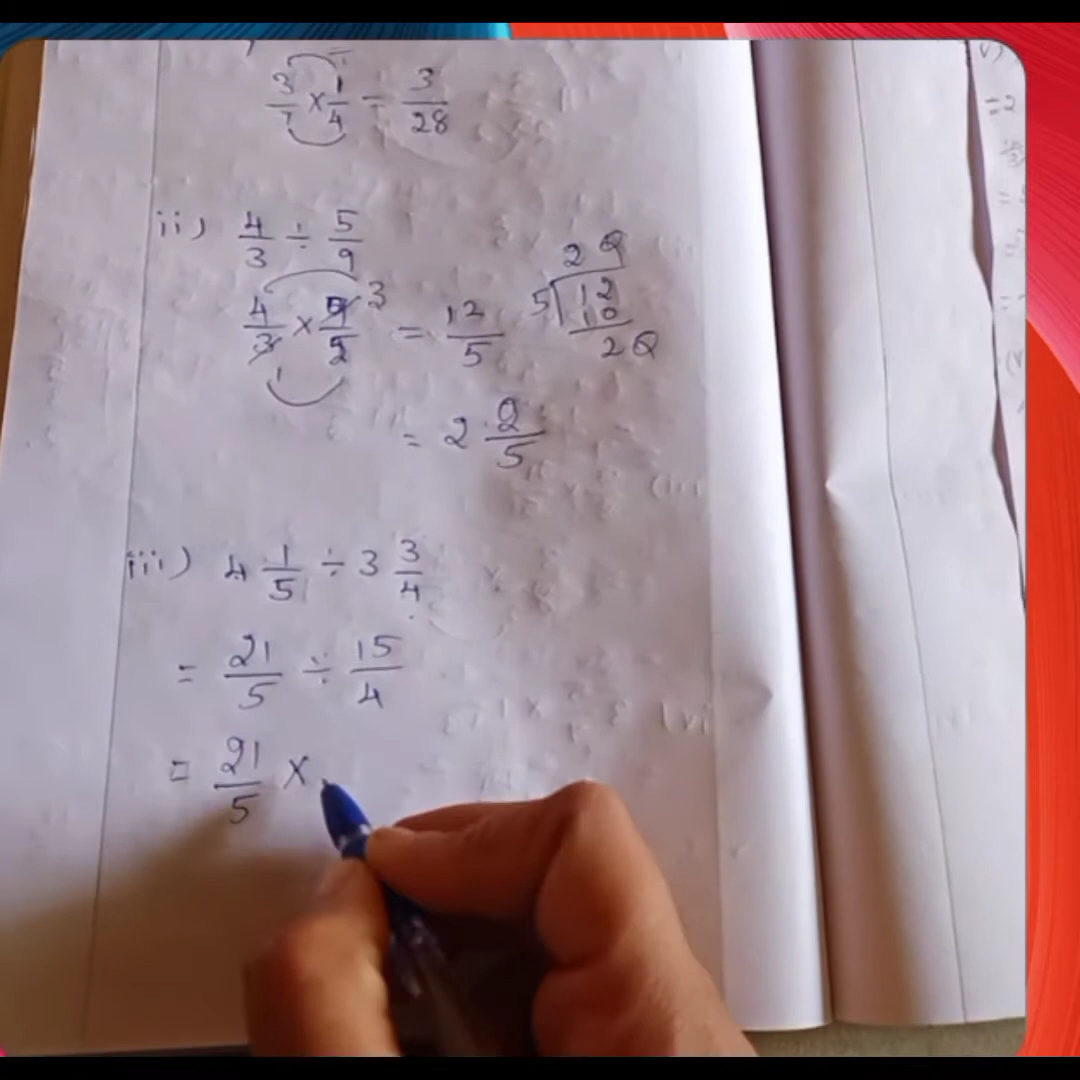 3/7 × 1/4 = 3/28
ii) 4/3 ÷ 5/9
4/3 × 9/5 3 = 12/5 5 12 2 Q
1 10
2 Q
= 2 2/5
iii) 4 1/5 ÷ 3 3/4
= 21/5 ÷ 15/4
= 21/5 ×